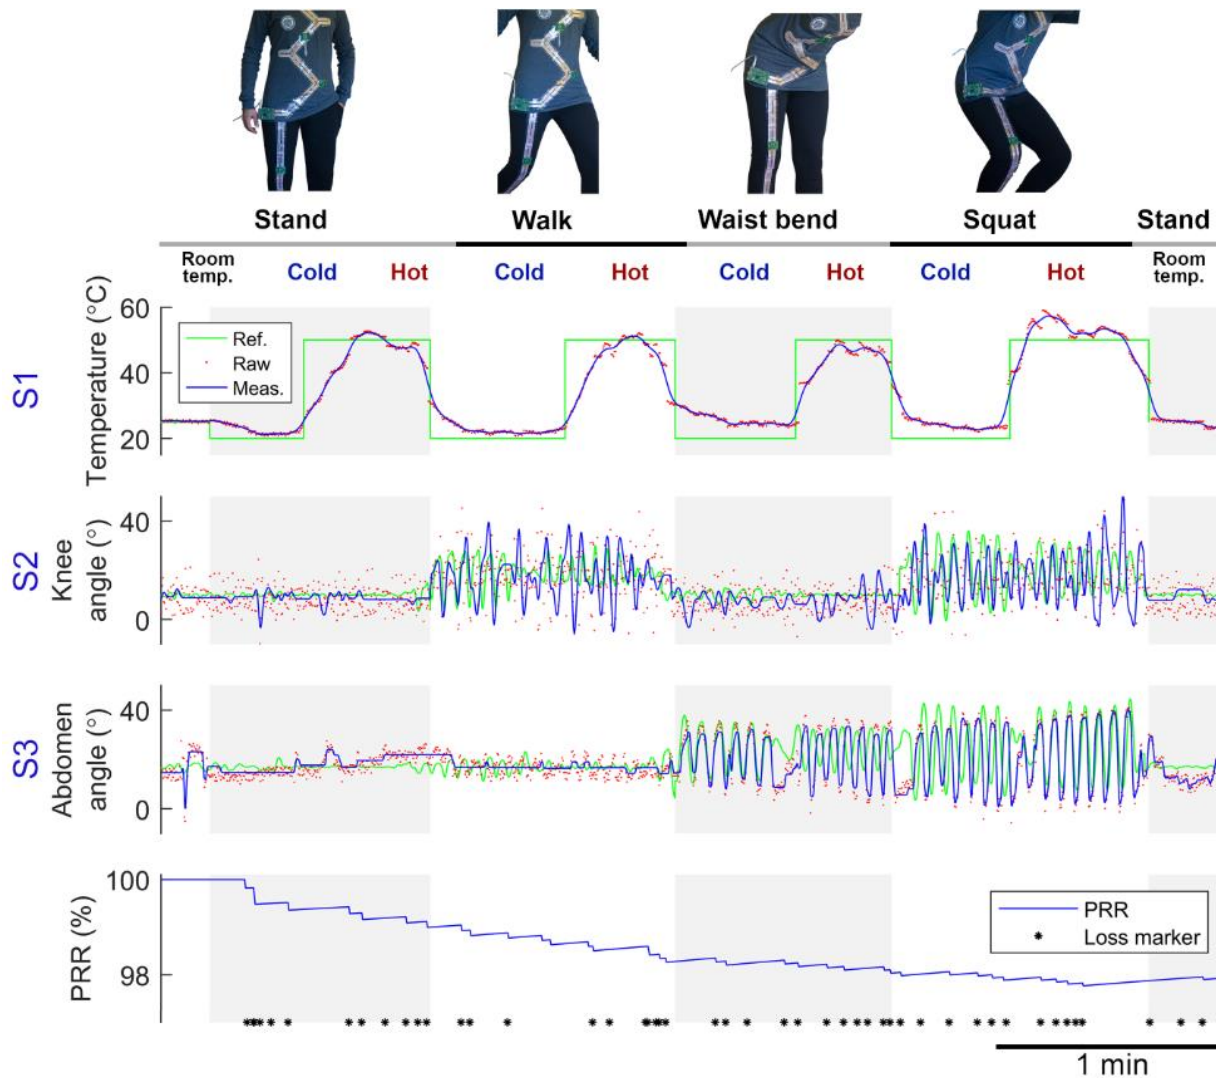 Stand Walk Waist bend Squat Stand
Room temp. Cold Hot Cold Hot Cold Hot Cold Hot Room temp.
S1
Temperature (°C)
60
40
20
Ref.
Raw
Meas.
S2
Knee
angle (°)
40
0
S3
Abdomen
angle (°)
40
0
PRR (%)
100
98
PRR
Loss marker
1 min